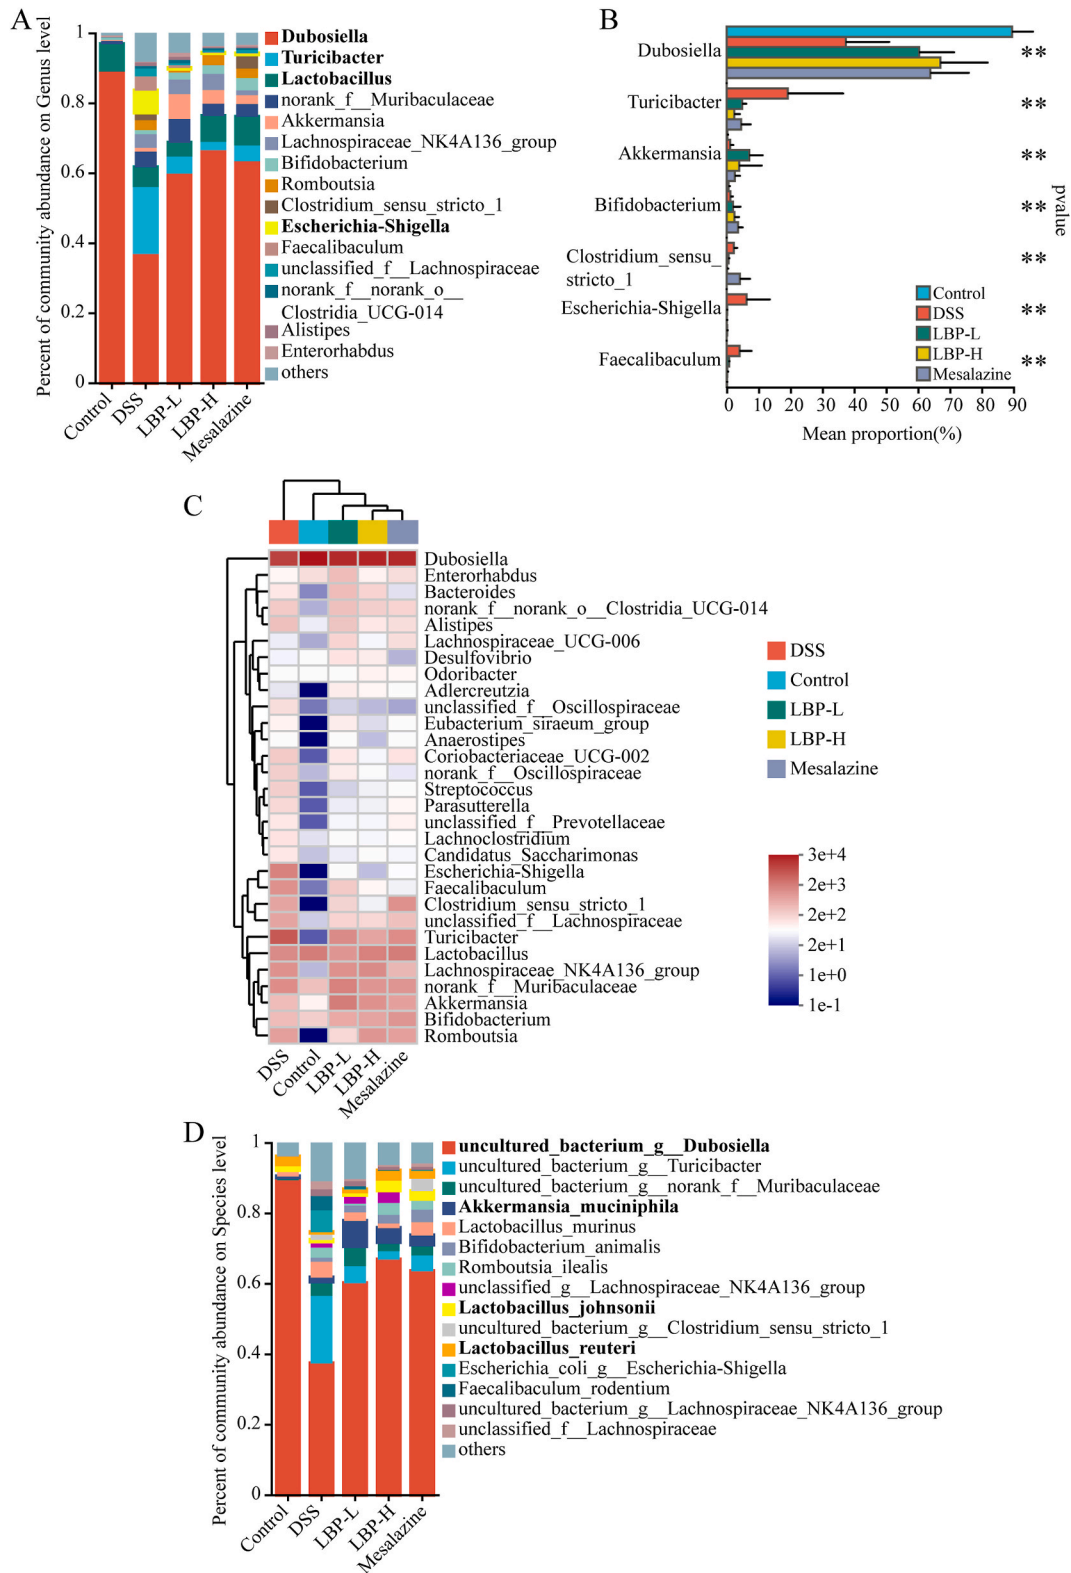 A
Percent of community abundance on Genus level
1
0.8
0.6
0.4
0.2
0
Control
DSS
LBP-L
LBP-H
Mesalazine
Dubosiella
Turicibacter
Lactobacillus
norank_f__Muribaculaceae
Akkermansia
Lachnospiraceae_NK4A136_group
Bifidobacterium
Romboutsia
Clostridium_sensu_stricto_1
Escherichia-Shigella
Faecalibaculum
unclassified_f__Lachnospiraceae
norank_f__norank_o__
Clostridia_UCG-014
Alistipes
Enterorhabdus
others
B
Dubosiella
**
Turicibacter
**
Akkermansia
**
Bifidobacterium
**
Clostridium_sensu_
stricto_1
**
Escherichia-Shigella
**
Faecalibaculum
**
pvalue
Control
DSS
LBP-L
LBP-H
Mesalazine
0 10 20 30 40 50 60 70 80 90
Mean proportion(%)
C
Dubosiella
Enterorhabdus
Bacteroides
norank_f__norank_o__Clostridia_UCG-014
Alistipes
Lachnospiraceae_UCG-006
Desulfovibrio
Odoribacter
Adlercreutzia
unclassified_f__Oscillospiraceae
Eubacterium_siraeum_group
Anaerostipes
Coriobacteriaceae_UCG-002
norank_f__Oscillospiraceae
Streptococcus
Parasutterella
unclassified_f__Prevotellaceae
Lachnoclostridium
Candidatus_Saccharimonas
Escherichia-Shigella
Faecalibaculum
Clostridium_sensu_stricto_1
unclassified_f__Lachnospiraceae
Turicibacter
Lactobacillus
Lachnospiraceae_NK4A136_group
norank_f__Muribaculaceae
Akkermansia
Bifidobacterium
Romboutsia
DSS
Control
LBP-L
LBP-H
Mesalazine
DSS
Control
LBP-L
LBP-H
Mesalazine
3e+4
2e+3
2e+2
2e+1
1e+0
1e-1
D
Percent of community abundance on Species level
1
0.8
0.6
0.4
0.2
0
Control
DSS
LBP-L
LBP-H
Mesalazine
uncultured_bacterium_g__Dubosiella
uncultured_bacterium_g__Turicibacter
uncultured_bacterium_g__norank_f__Muribaculaceae
Akkermansia_muciniphila
Lactobacillus_murinus
Bifidobacterium_animalis
Romboutsia_ilealis
unclassified_g__Lachnospiraceae_NK4A136_group
Lactobacillus_johnsonii
uncultured_bacterium_g__Clostridium_sensu_stricto_1
Lactobacillus_reuteri
Escherichia_coli_g__Escherichia-Shigella
Faecalibaculum_rodentium
uncultured_bacterium_g__Lachnospiraceae_NK4A136_group
unclassified_f__Lachnospiraceae
others